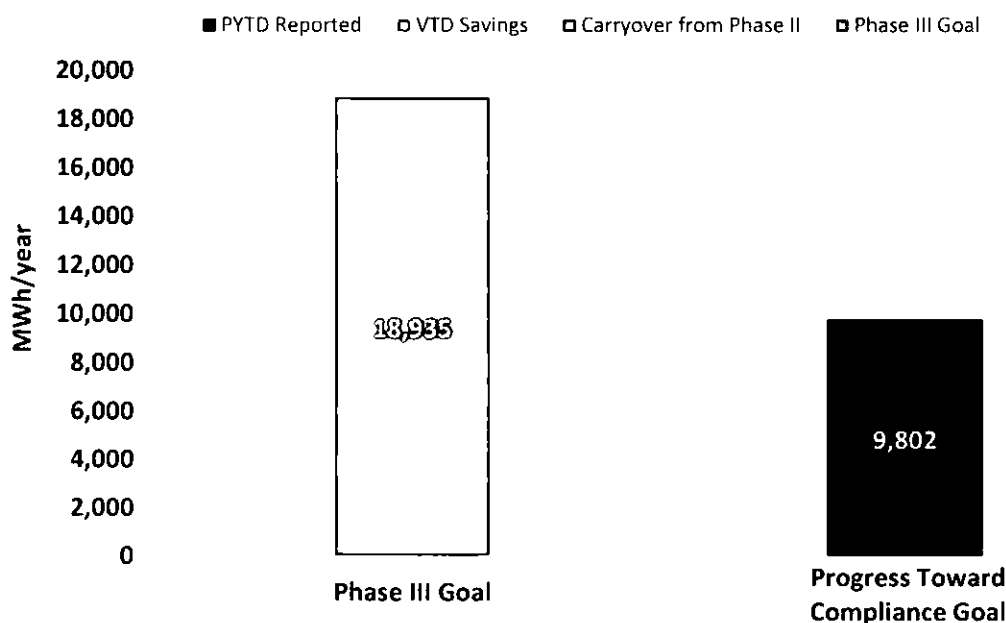 PYTD Reported VTD Savings Carryover from Phase II Phase III Goal
20,000
18,000
16,000
14,000
12,000
10,000
8,000
6,000
4,000
2,000
0
MWh/year
18,935
9,802
Phase III Goal
Progress Toward
Compliance Goal